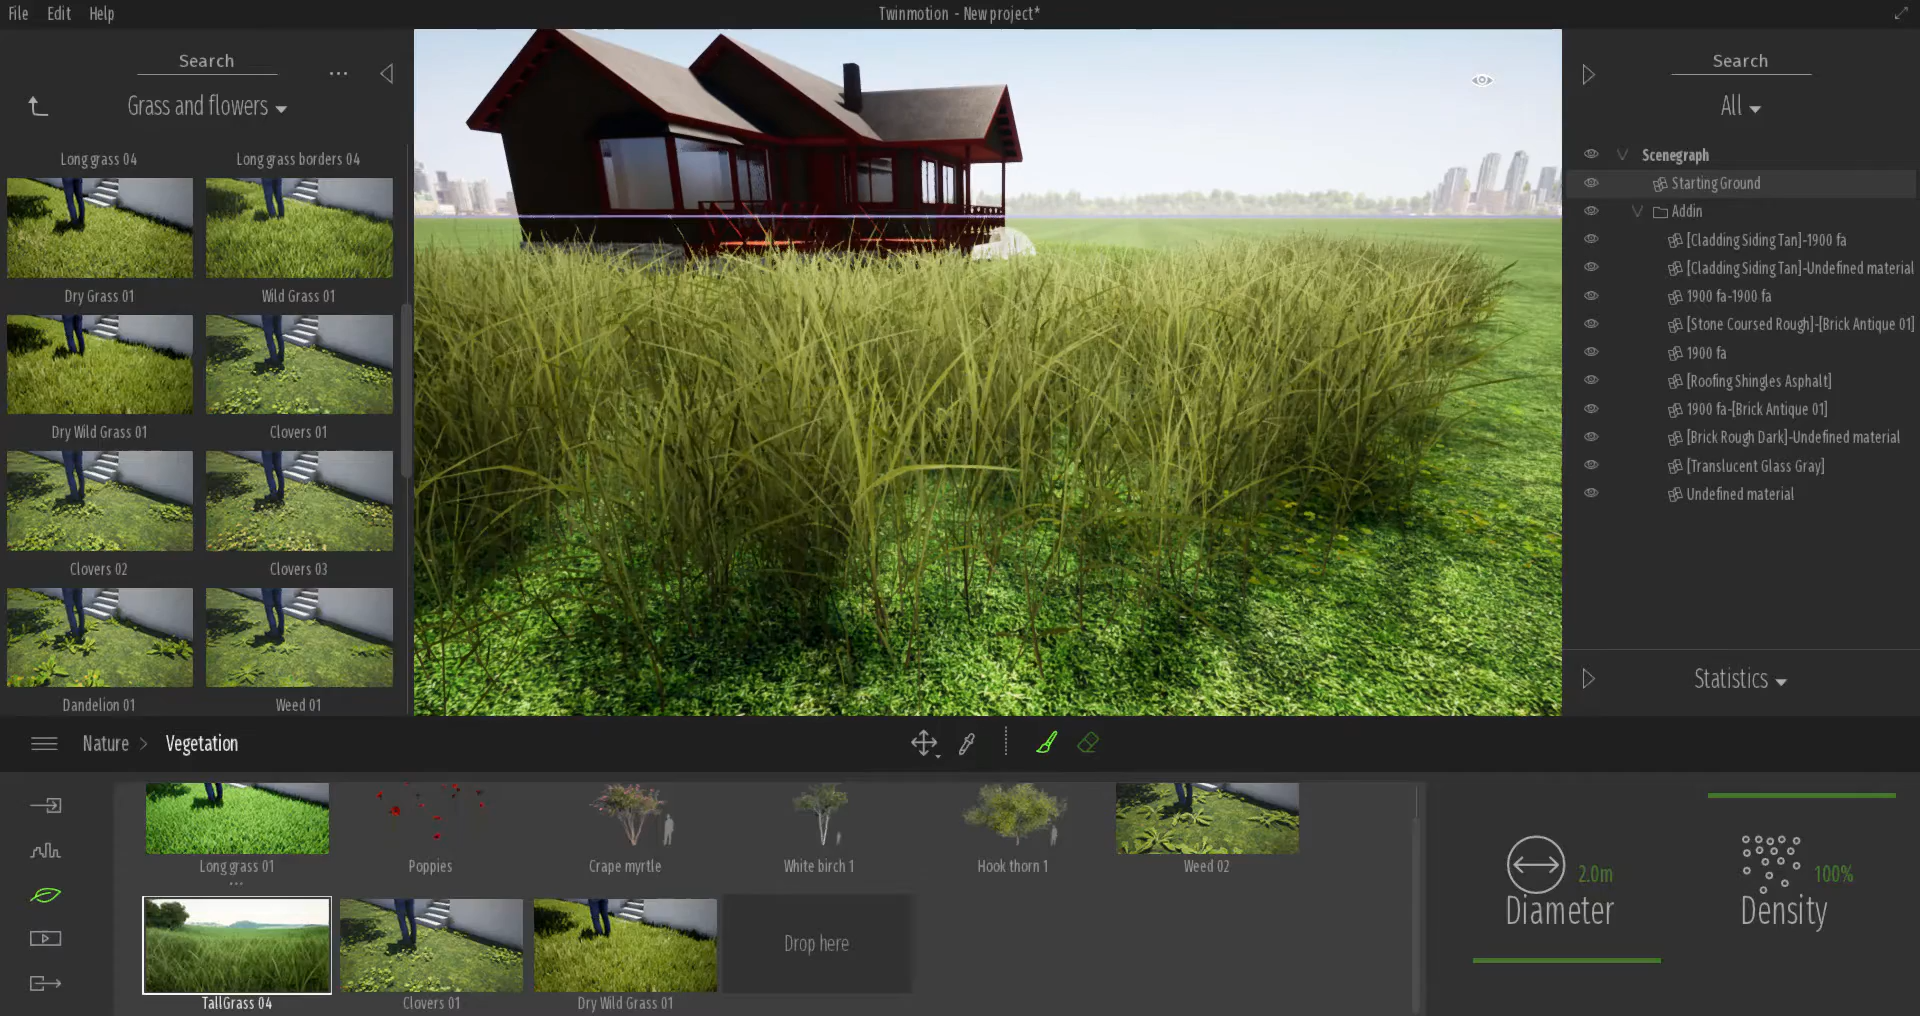 File Edit Help
Twinmotion - New project*
Search
...
Grass and flowers
Long grass 04
Long grass borders 04
Dry Grass 01
Wild Grass 01
Dry Wild Grass 01
Clovers 01
Clovers 02
Clovers 03
Dandelion 01
Weed 01
Search
All
Scenegraph
Starting Ground
Addin
[Cladding Siding Tan]-1900 fa
[Cladding Siding Tan]-Undefined material
1900 fa-1900 fa
[Stone Coursed Rough]-[Brick Antique 01]
1900 fa
[Roofing Shingles Asphalt]
1900 fa-[Brick Antique 01]
[Brick Rough Dark]-Undefined material
[Translucent Glass Gray]
Undefined material
Statistics
Nature > Vegetation
Long grass 01
...
Poppies
Crape myrtle
White birch 1
Hook thorn 1
Weed 02
TallGrass 04
Clovers 01
Dry Wild Grass 01
Drop here
2.0m
Diameter
100%
Density